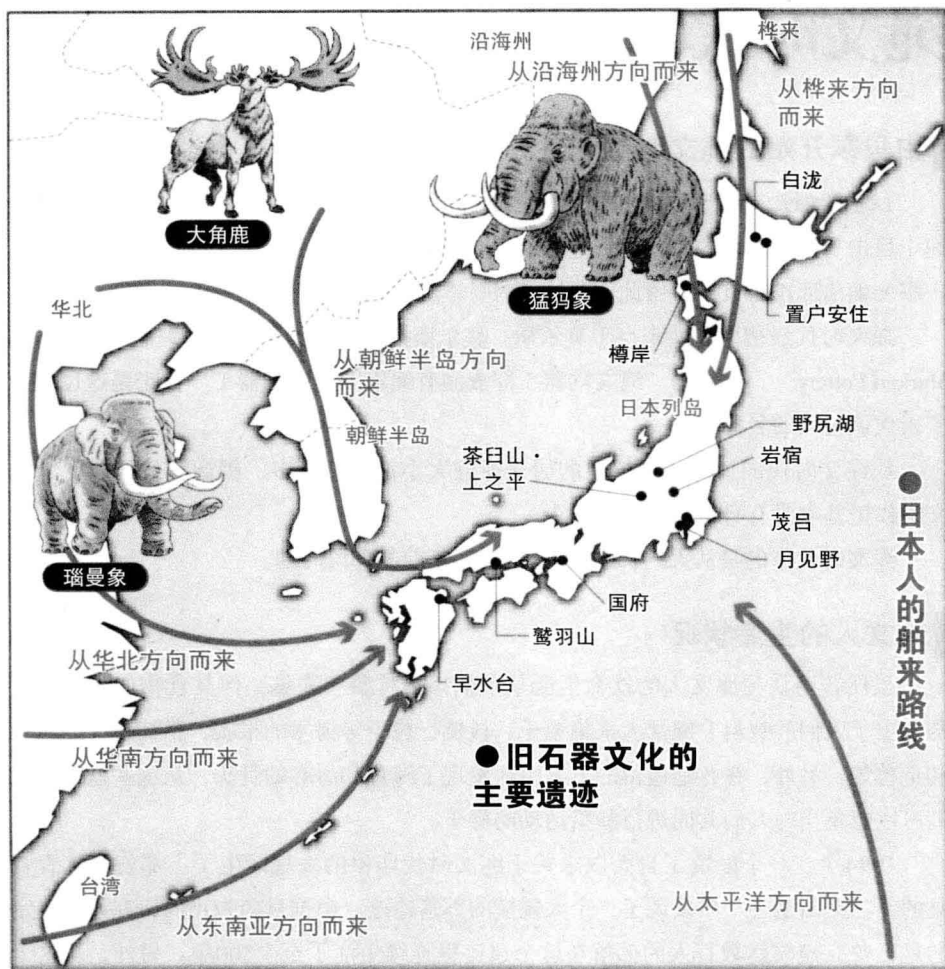 沿海州
桦来
从沿海州方向而来
从桦来方向
而来
白泷
大角鹿
猛犸象
置户安住
华北
樽岸
从朝鲜半岛方向
而来
日本列岛
朝鲜半岛
野尻湖
茶臼山·
上之平
岩宿
茂吕
月见野
瑙曼象
国府
鹫羽山
从华北方向而来
早水台
从华南方向而来
●旧石器文化的
主要遗迹
●日本人的舶来路线
台湾
从东南亚方向而来
从太平洋方向而来